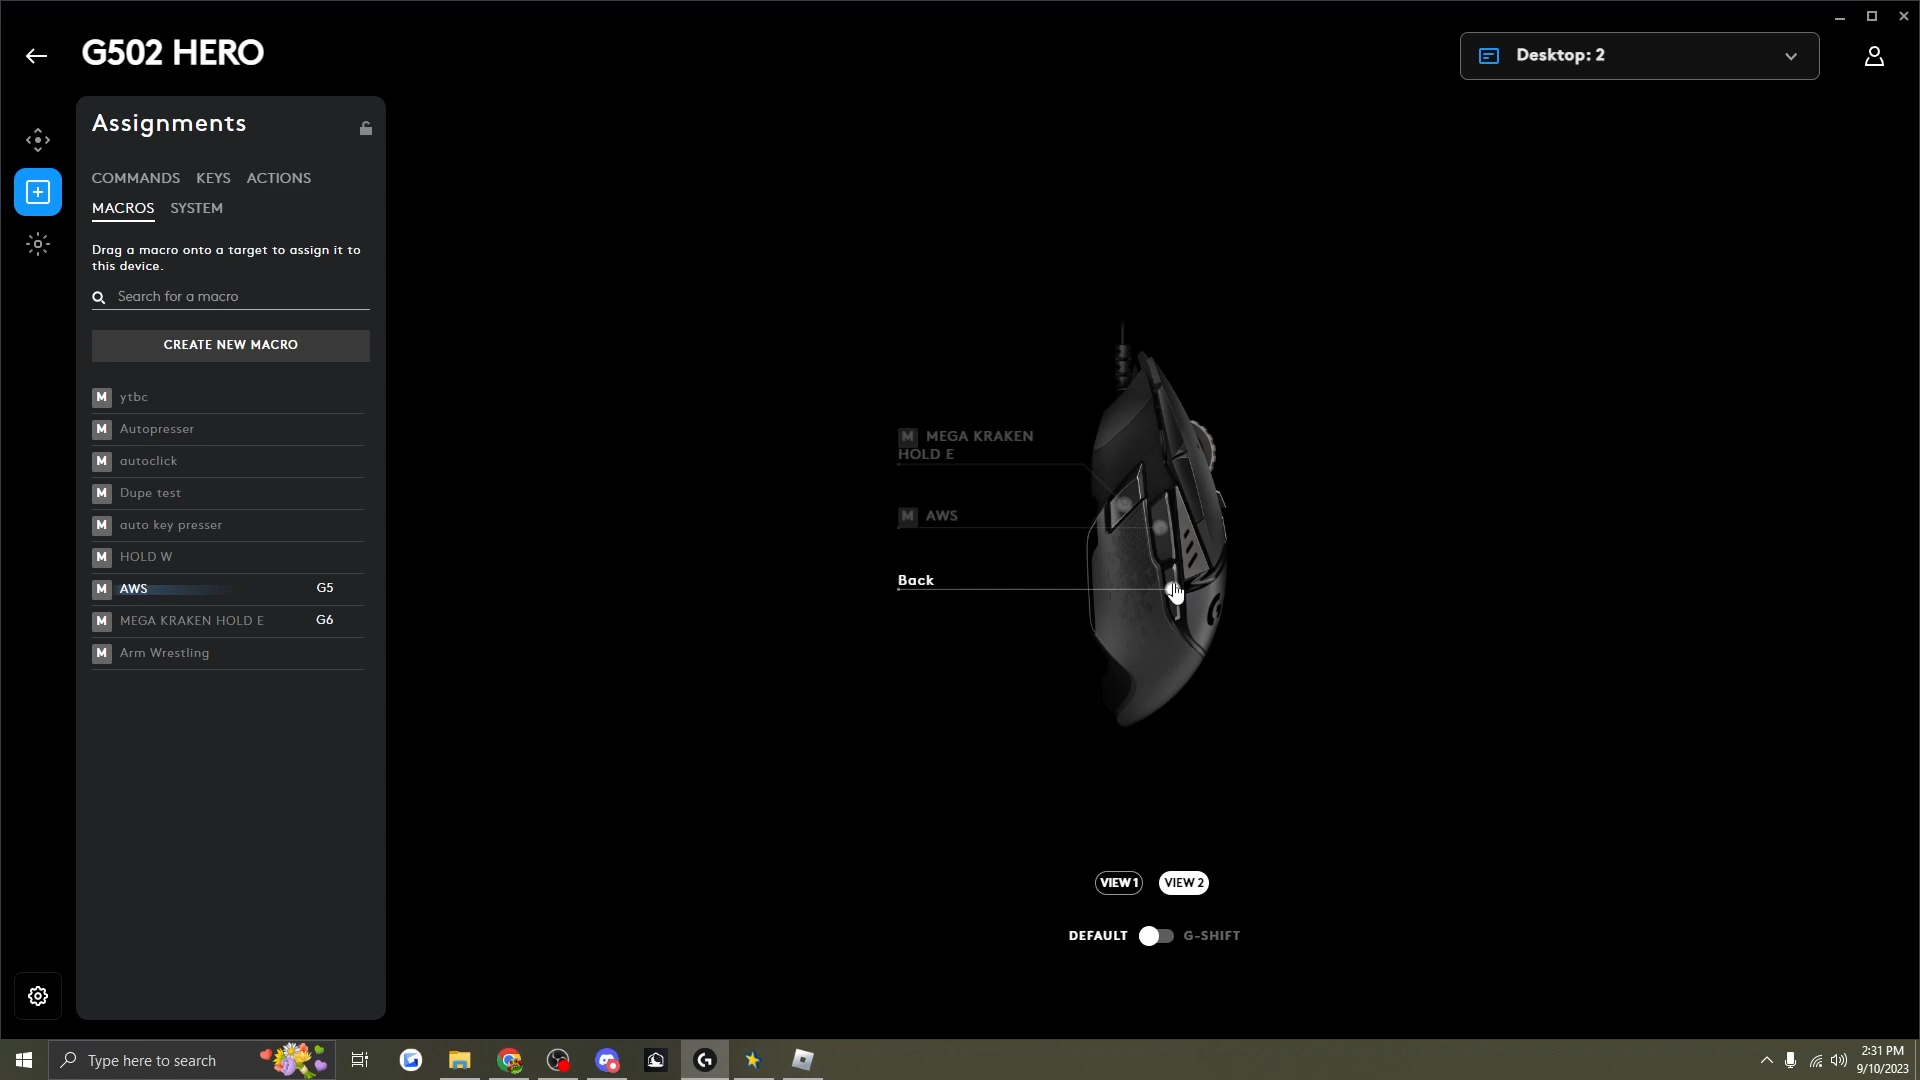 G502 HERO
Desktop: 2
Assignments
COMMANDS KEYS ACTIONS
MACROS SYSTEM
Drag a macro onto a target to assign it to
this device.
Search for a macro
CREATE NEW MACRO
M ytbc
M Autopresser
M autoclick
M Dupe test
M auto key presser
M HOLD W
M AWS G5
M MEGA KRAKEN HOLD E G6
M Arm Wrestling
M MEGA KRAKEN
HOLD E
M AWS
Back
VIEW 1 VIEW 2
DEFAULT G-SHIFT
Type here to search
2:31 PM
9/10/2023